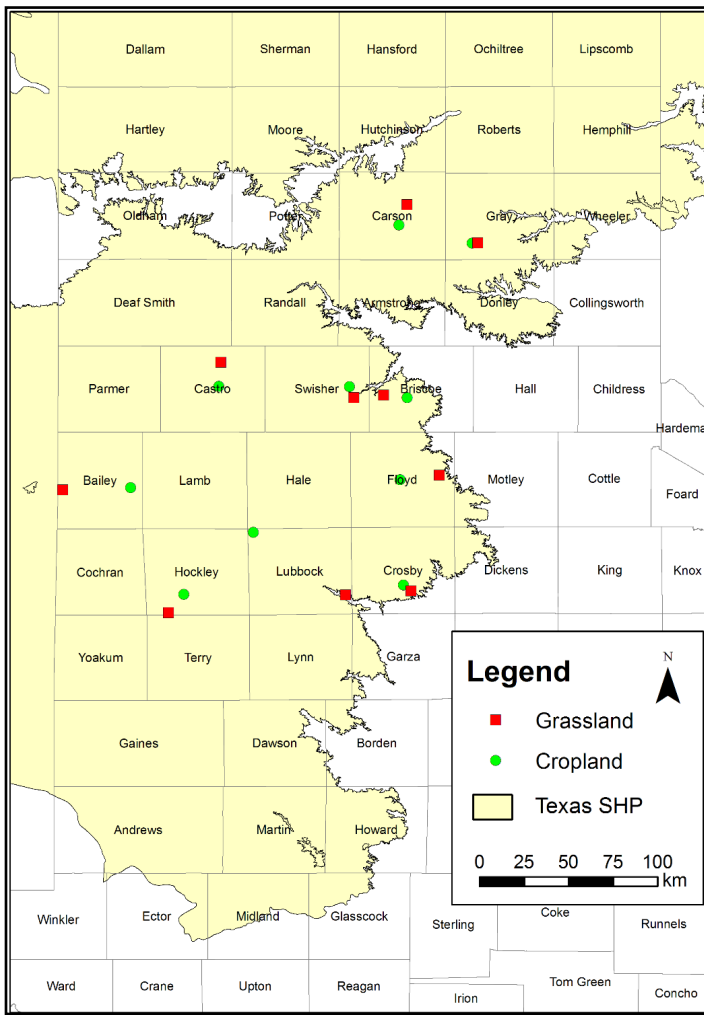 Dallam Sherman Hansford Ochiltree Lipscomb
Hartley Moore Hutchinson Roberts Hemphill
Oldham Potter Carson Gray Wheeler
Deaf Smith Randall Armstrong Donley Collingsworth
Parmer Castro Swisher Briscoe Hall Childress
Hardema
Bailey Lamb Hale Floyd Motley Cottle
Foard
Cochran Hockley Lubbock Crosby Dickens King Knox
Yoakum Terry Lynn Garza
Gaines Dawson Borden
Andrews Martin Howard
Winkler Ector Midland Glasscock Sterling Coke Runnels
Ward Crane Upton Reagan Irion Tom Green Concho
Legend
N
Grassland
Cropland
Texas SHP
0 25 50 75 100
km